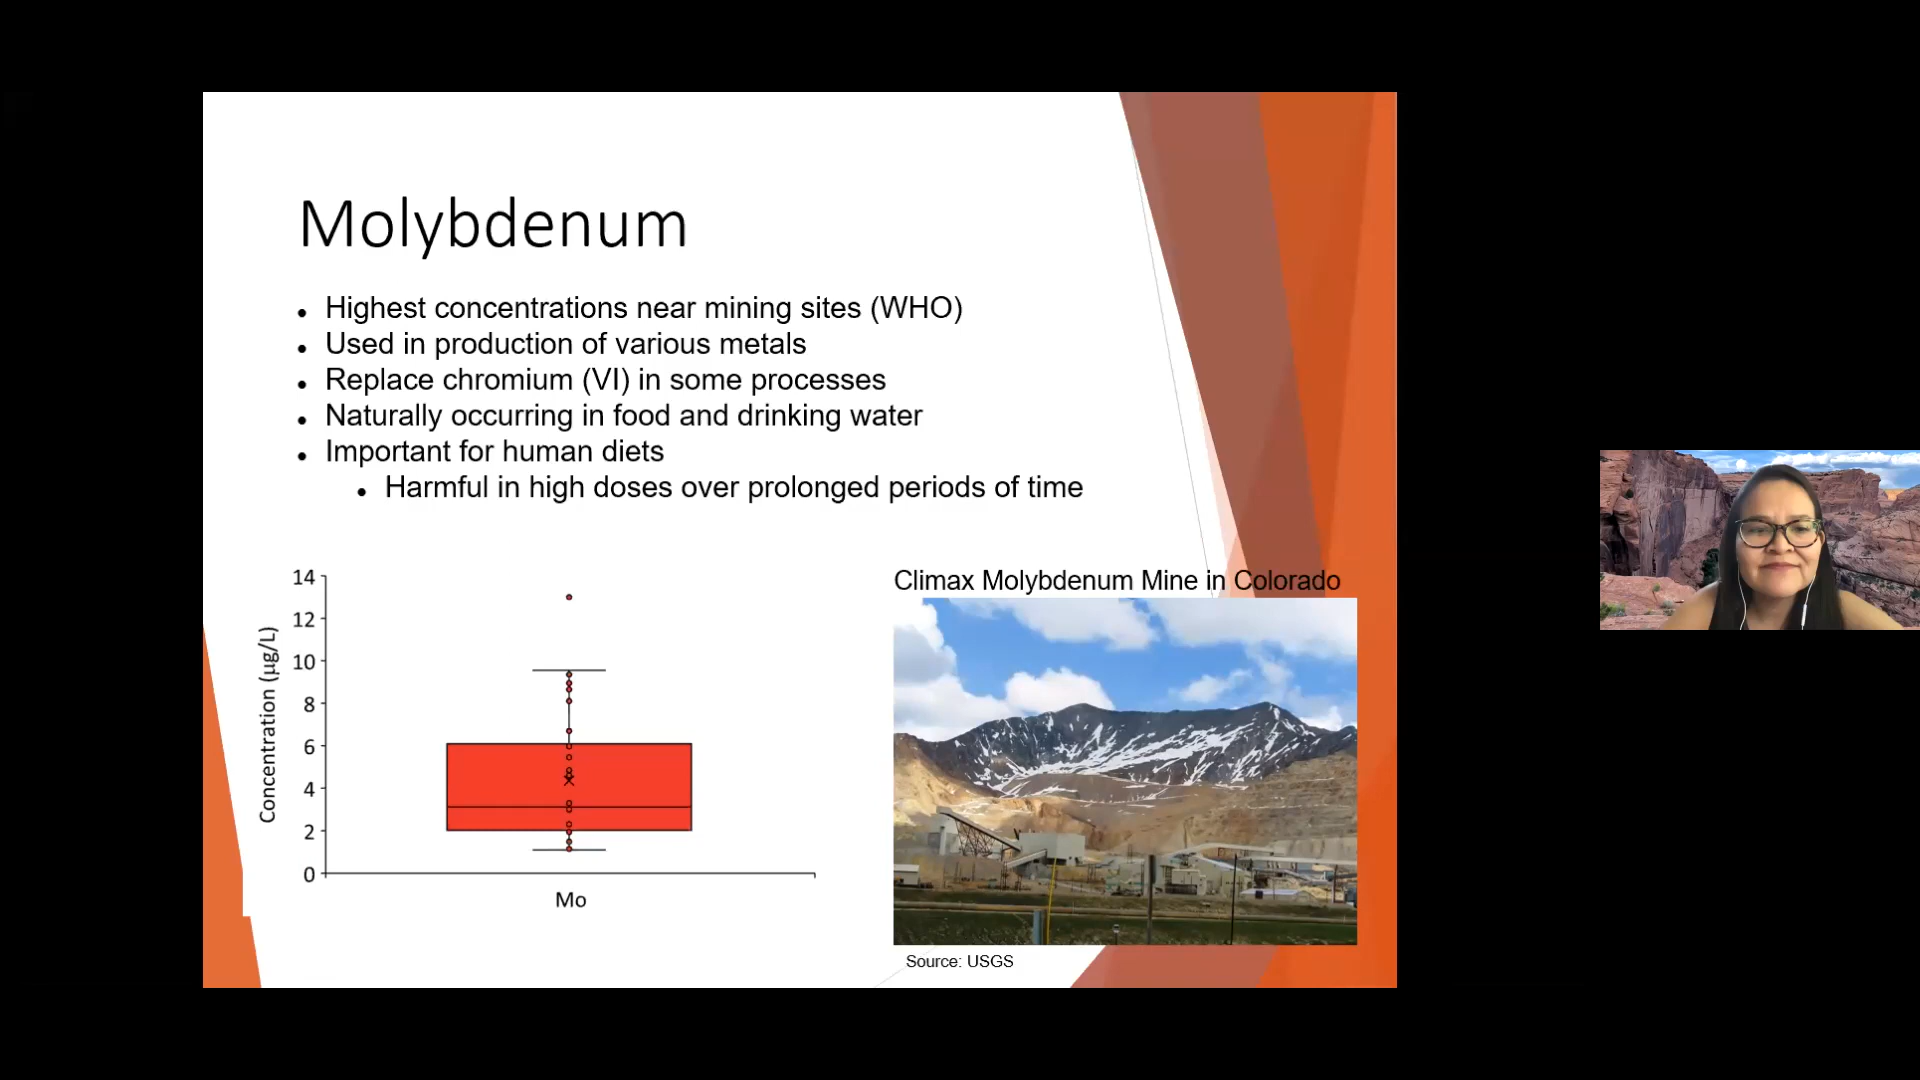 Molybdenum
• Highest concentrations near mining sites (WHO)
• Used in production of various metals
• Replace chromium (VI) in some processes
• Naturally occurring in food and drinking water
• Important for human diets
• Harmful in high doses over prolonged periods of time
Concentration (µg/L)
14
12
10
8
6
4
2
0
Mo
Climax Molybdenum Mine in Colorado
Source: USGS